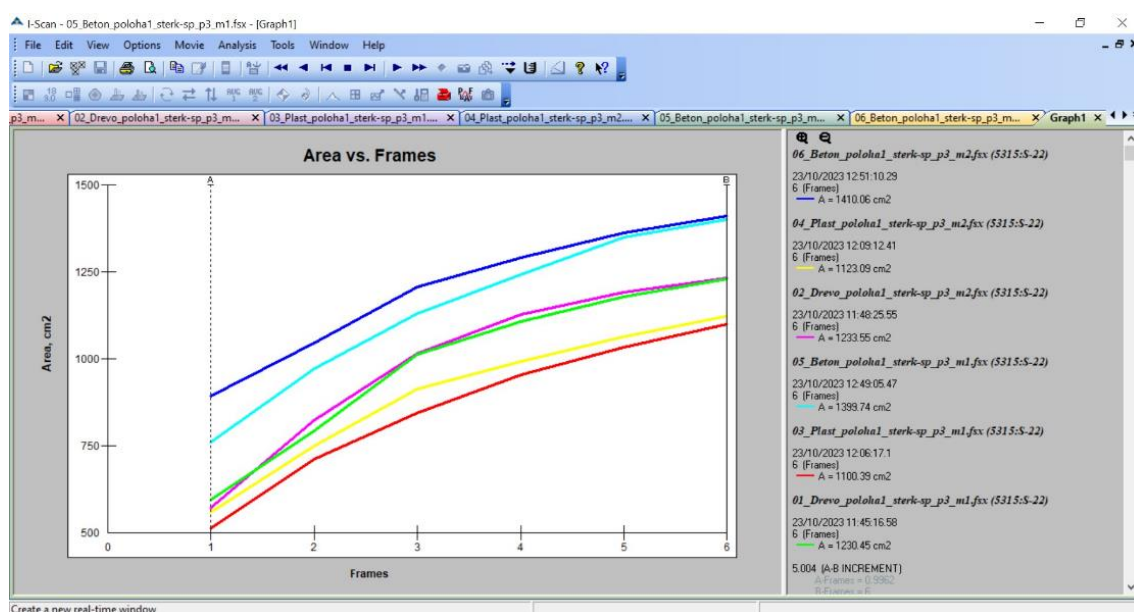 I-Scan - 05_Beton_poloha1_sterk-sp_p3_m1.fsx - [Graph1]
File Edit View Options Movie Analysis Tools Window Help
p3_m... 02_Drevo_poloha1_sterk-sp_p3_m... 03_Plast_poloha1_sterk-sp_p3_m1.... 04_Plast_poloha1_sterk-sp_p3_m2.... 05_Beton_poloha1_sterk-sp_p3_m... 06_Beton_poloha1_sterk-sp_p3_m... Graph1
Area vs. Frames
A B
1500
1250
1000
750
500
Area, cm2
0 1 2 3 4 5 6
Frames
06_Beton_poloha1_sterk-sp_p3_m2.fsx (5315:S-22)
23/10/2023 12:51:10.29
6 (Frames)
A = 1410.06 cm2
04_Plast_poloha1_sterk-sp_p3_m2.fsx (5315:S-22)
23/10/2023 12:09:12.41
6 (Frames)
A = 1123.09 cm2
02_Drevo_poloha1_sterk-sp_p3_m2.fsx (5315:S-22)
23/10/2023 11:48:25.55
6 (Frames)
A = 1233.55 cm2
05_Beton_poloha1_sterk-sp_p3_m1.fsx (5315:S-22)
23/10/2023 12:49:05.47
6 (Frames)
A = 1399.74 cm2
03_Plast_poloha1_sterk-sp_p3_m1.fsx (5315:S-22)
23/10/2023 12:06:17.1
6 (Frames)
A = 1100.39 cm2
01_Drevo_poloha1_sterk-sp_p3_m1.fsx (5315:S-22)
23/10/2023 11:45:16.58
6 (Frames)
A = 1230.45 cm2
5.004 (A-B INCREMENT)
A-Frames = 0.9962
B-Frames = 6
Create a new real-time window